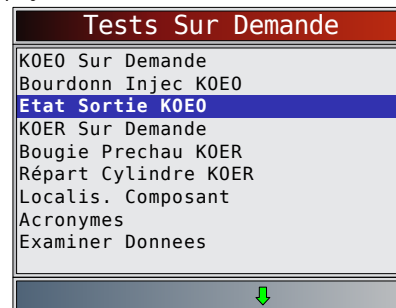 Tests Sur Demande
KOEO Sur Demande
Bourdonn Injec KOEO
Etat Sortie KOEO
KOER Sur Demande
Bougie Prechau KOER
Répart Cylindre KOER
Localis. Composant
Acronymes
Examiner Donnees